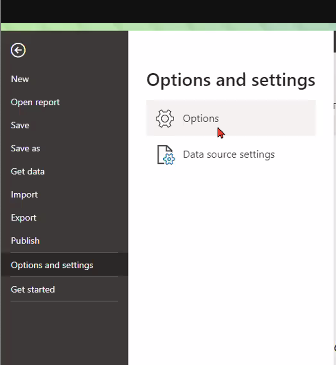 New
Open report
Save
Save as
Get data
Import
Export
Publish
Options and settings
Get started
Options and settings
Options
Data source settings